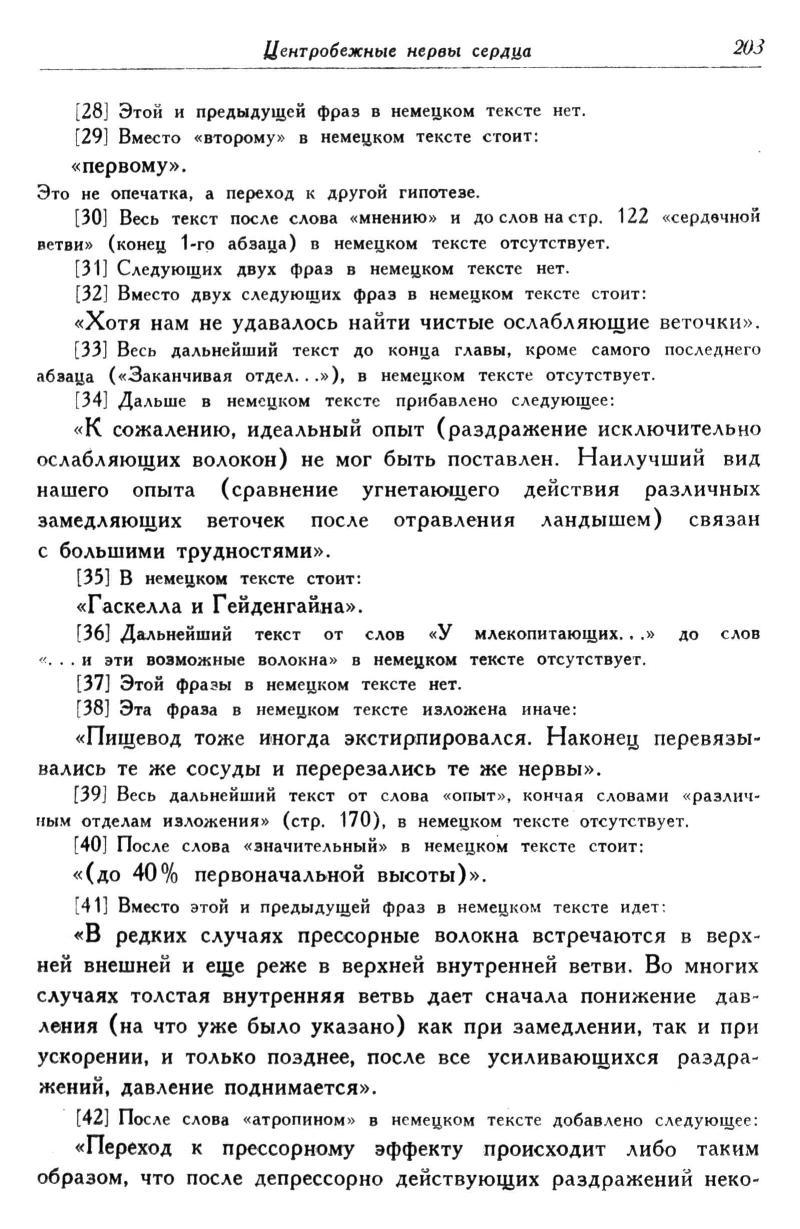 Центробежные нервы сердца 203
[28] Этой и предыдущей фраз в немецком тексте нет.
[29] Вместо «второму» в немецком тексте стоит:
«первому».
Это не опечатка, а переход к другой гипотезе.
[30] Весь текст после слова «мнению» и до слов на стр. 122 «сердечной
ветви» (конец 1-го абзаца) в немецком тексте отсутствует.
[31] Следующих двух фраз в немецком тексте нет.
[32] Вместо двух следующих фраз в немецком тексте стоит:
«Хотя нам не удавалось найти чистые ослабляющие веточки».
[33] Весь дальнейший текст до конца главы, кроме самого последнего
абзаца («Заканчивая отдел...»), в немецком тексте отсутствует.
[34] Дальше в немецком тексте прибавлено следующее:
«К сожалению, идеальный опыт (раздражение исключительно
ослабляющих волокон) не мог быть поставлен. Наилучший вид
нашего опыта (сравнение угнетающего действия различных
замедляющих веточек после отравления ландышем) связан
с большими трудностями».
[35] В немецком тексте стоит:
«Гаскелла и Гейденгайна».
[36] Дальнейший текст от слов «У млекопитающих...» до слов
«... и эти возможные волокна» в немецком тексте отсутствует.
[37] Этой фразы в немецком тексте нет.
[38] Эта фраза в немецком тексте изложена иначе:
«Пищевод тоже иногда экстирпировался. Наконец перевязы-
вались те же сосуды и перерезались те же нервы».
[39] Весь дальнейший текст от слова «опыт», кончая словами «различ-
ным отделам изложения» (стр. 170), в немецком тексте отсутствует.
[40] После слова «значительный» в немецком тексте стоит:
«(до 40% первоначальной высоты)».
[41] Вместо этой и предыдущей фраз в немецком тексте идет:
«В редких случаях прессорные волокна встречаются в верх-
ней внешней и еще реже в верхней внутренней ветви. Во многих
случаях толстая внутренняя ветвь дает сначала понижение дав-
ления (на что уже было указано) как при замедлении, так и при
ускорении, и только позднее, после все усиливающихся раздра-
жений, давление поднимается».
[42] После слова «атропином» в немецком тексте добавлено следующее:
«Переход к прессорному эффекту происходит либо таким
образом, что после депрессорно действующих раздражений неко-